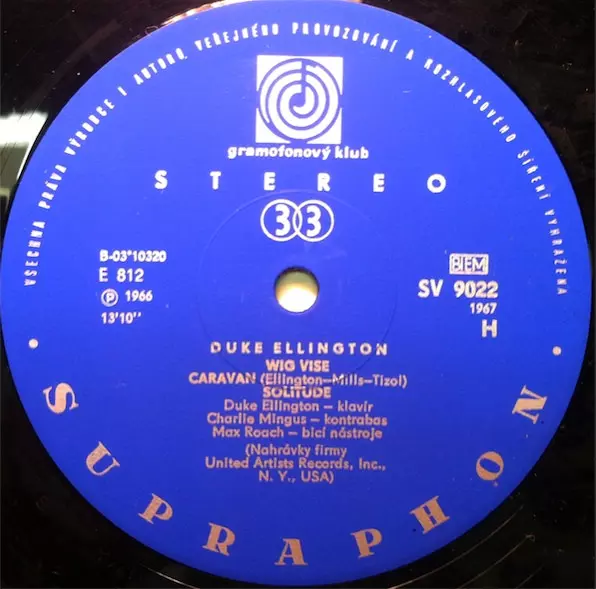 VŠECHNA PRÁVA VÝROBCE I AUTORŮ, VEŘEJNÉHO PROVOZOVÁNÍ A ROZHLASOVÉHO ŠÍŘENÍ VYHRAŽENA
gramofonový klub
STEREO
33
B-03*10320
E 812
Ⓟ 1966
13'10''
BIEM
SV 9022
1967
H
DUKE ELLINGTON
WIG VISE
CARAVAN (Ellington—Mills—Tizol)
SOLITUDE
Duke Ellington — klavír
Charlie Mingus — kontrabas
Max Roach — bicí nástroje
(Nahrávky firmy
United Artists Records, Inc.,
N. Y., USA)
• SUPRAPHON •